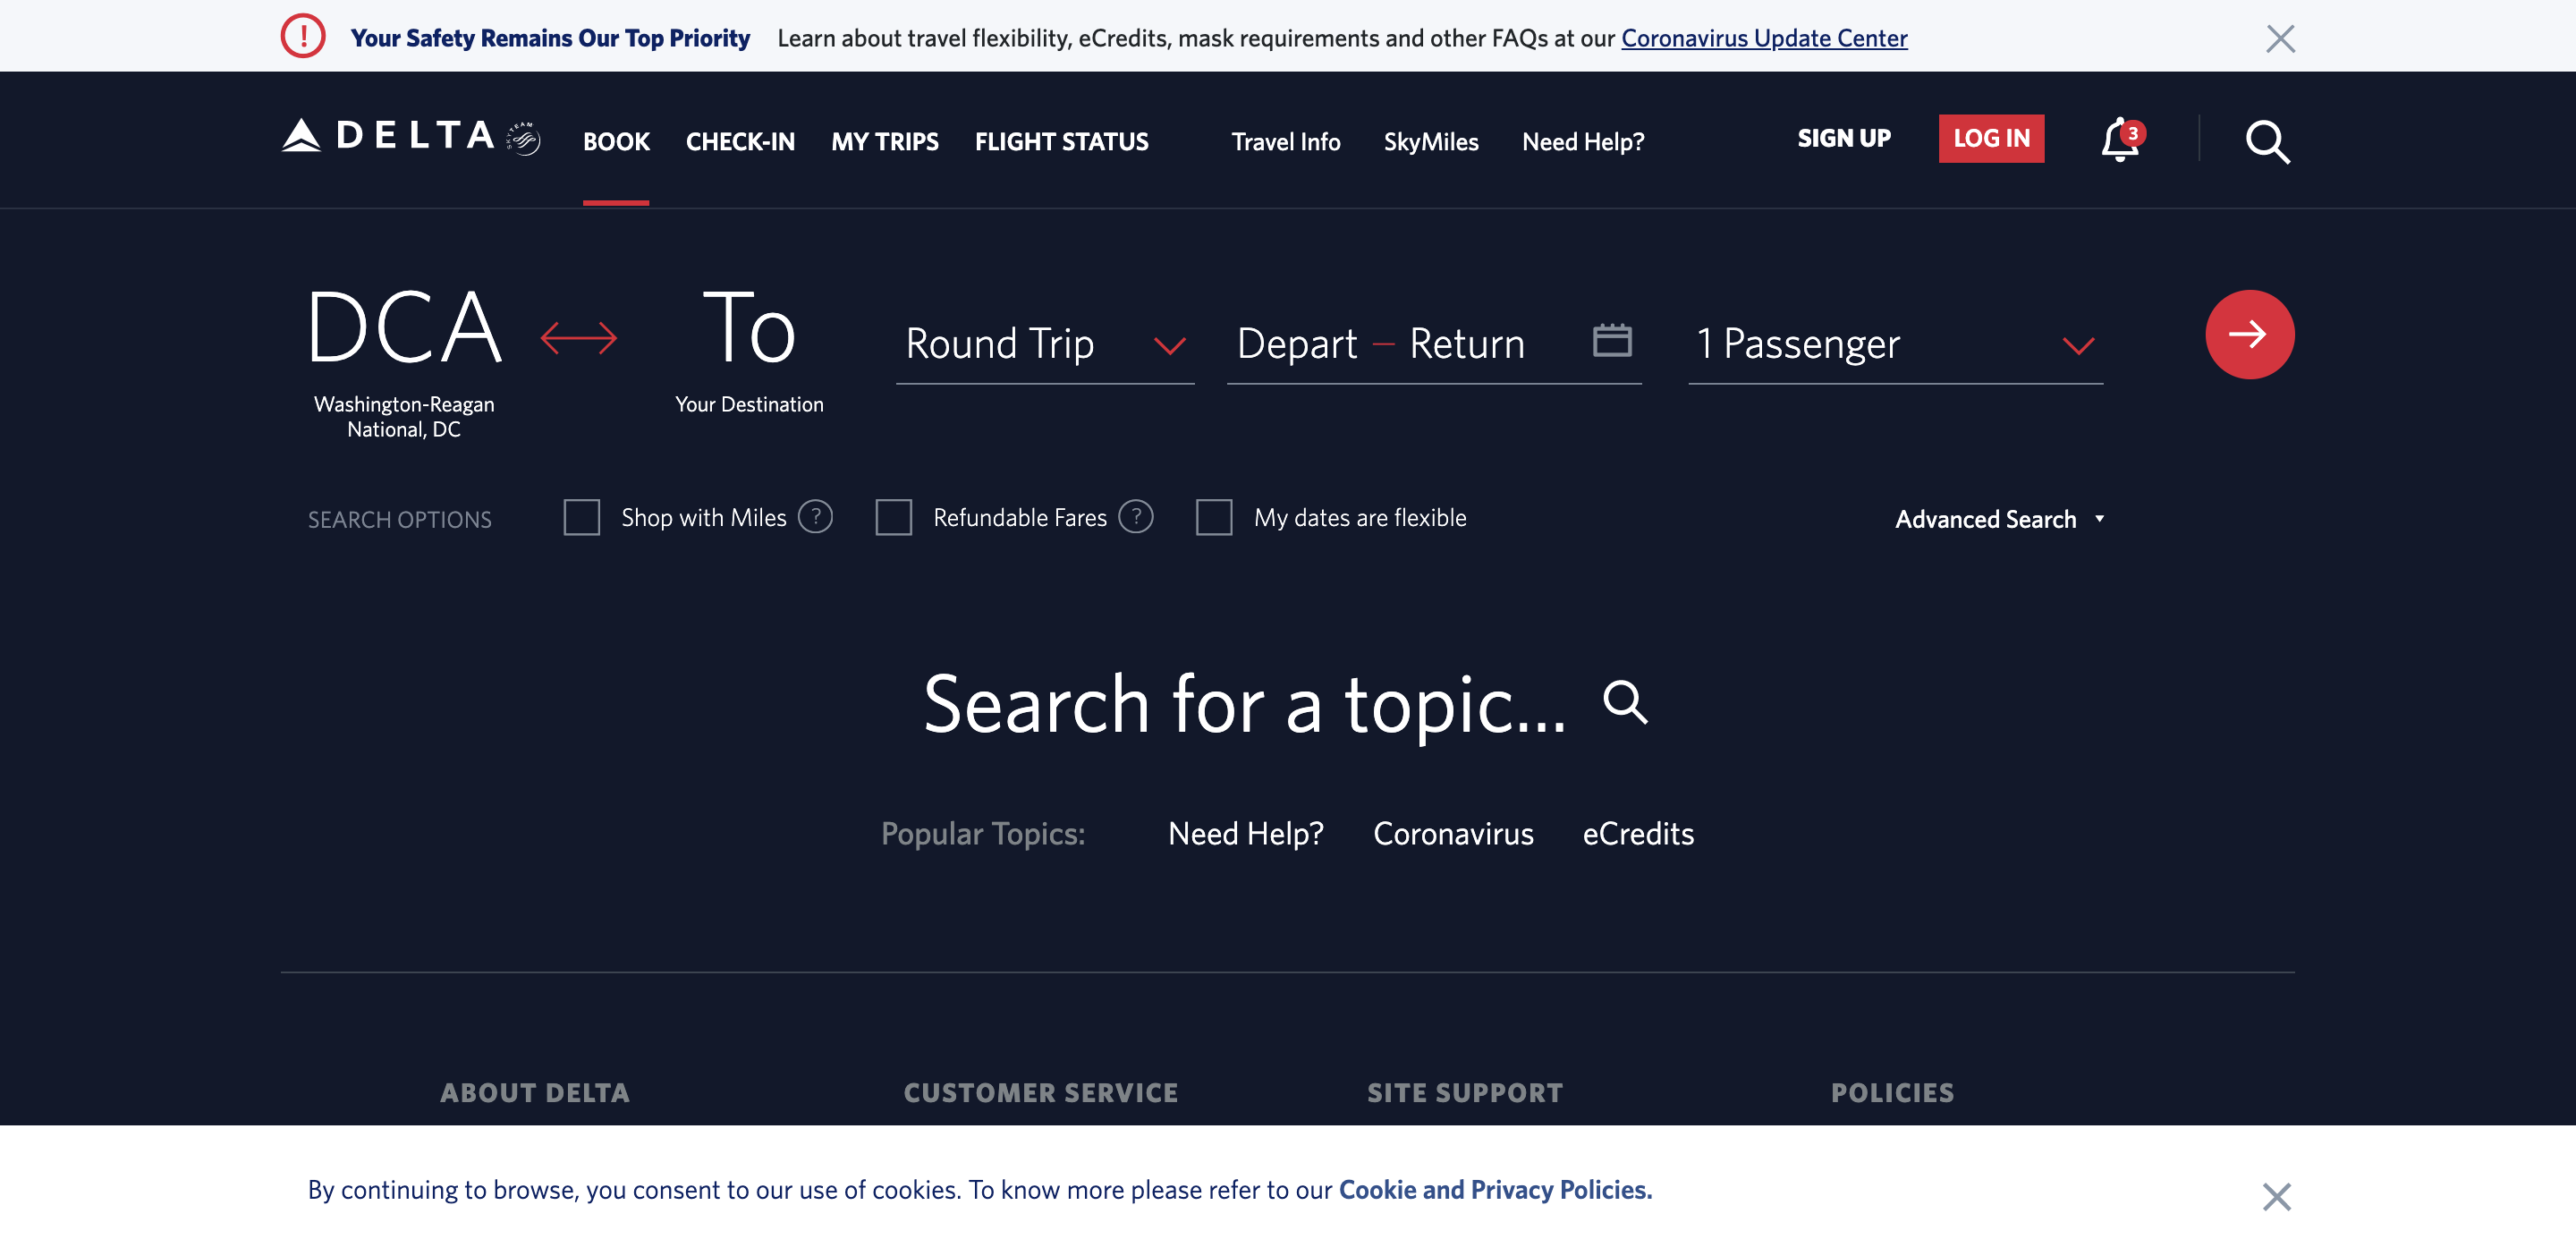 Your Safety Remains Our Top Priority Learn about travel flexibility, eCredits, mask requirements and other FAQs at our Coronavirus Update Center
DELTA SKYTEAM BOOK CHECK-IN MY TRIPS FLIGHT STATUS Travel Info SkyMiles Need Help? SIGN UP LOG IN 3
DCA To Round Trip Depart – Return 1 Passenger
Washington-Reagan National, DC Your Destination
SEARCH OPTIONS Shop with Miles ? Refundable Fares ? My dates are flexible Advanced Search
Search for a topic...
Popular Topics: Need Help? Coronavirus eCredits
ABOUT DELTA CUSTOMER SERVICE SITE SUPPORT POLICIES
By continuing to browse, you consent to our use of cookies. To know more please refer to our Cookie and Privacy Policies.